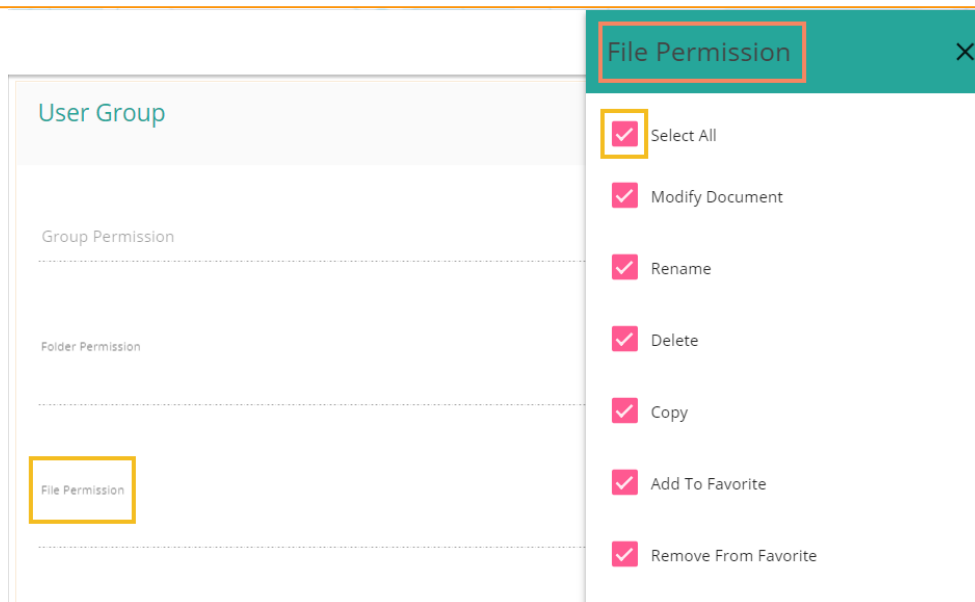 User Group
Group Permission
Folder Permission
File Permission
File Permission
Select All
Modify Document
Rename
Delete
Copy
Add To Favorite
Remove From Favorite